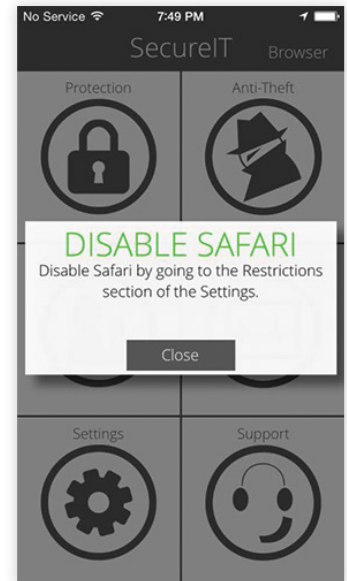 No Service 7:49 PM
SecureIT Browser
Protection Anti-Theft
DISABLE SAFARI
Disable Safari by going to the Restrictions
section of the Settings.
Close
Settings Support